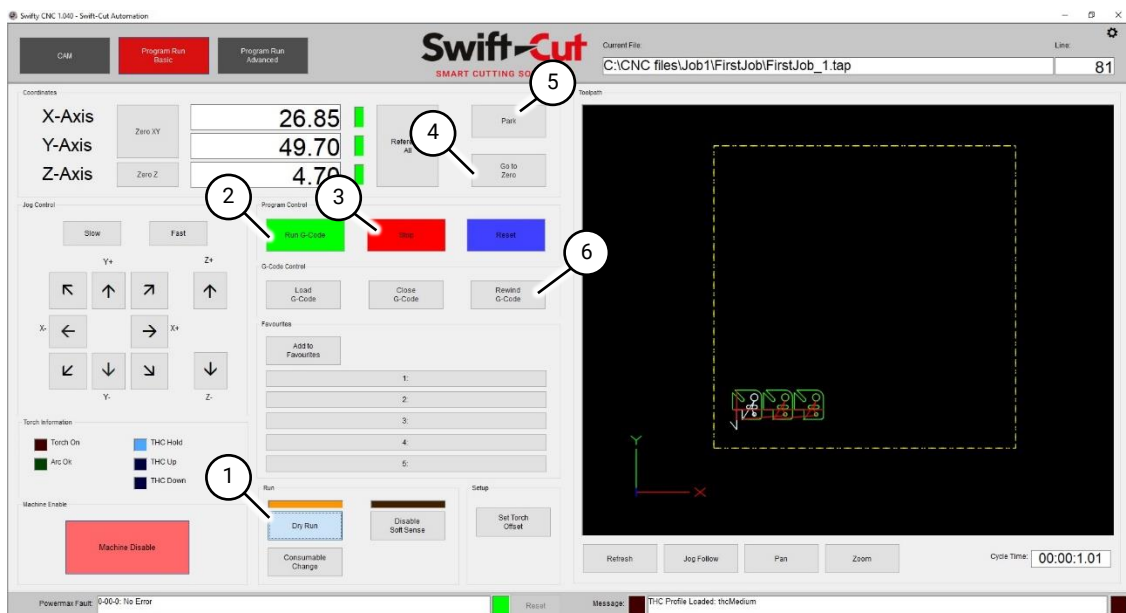 Swifty CNC 1.040 - Swift-Cut Automation
CAM
Program Run
Basic
Program Run
Advanced
Swift-Cut
SMART CUTTING
Current File:
C:\CNC files\Job1\FirstJob\FirstJob_1.tap
Line:
81
Coordinates
X-Axis
Y-Axis
Z-Axis
Zero XY
Zero Z
26.85
49.70
4.70
All
Park
Go to
Zero
5
4
Toolpath
Jog Control
Slow
Fast
Y+
Z+
X-
X+
Y-
Z-
2
3
Program Control
Run G-Code
Stop
Reset
6
G-Code Control
Load
G-Code
Close
G-Code
Rewind
G-Code
Favourites
Add to
Favourites
1:
2:
3:
4:
5:
Torch Information
Torch On
Arc Ok
THC Hold
THC Up
THC Down
1
Machine Enable
Machine Disable
Run
Dry Run
Disable
Soft Sense
Consumable
Change
Setup
Set Torch
Offset
Y
X
Refresh
Jog Follow
Pan
Zoom
Cycle Time:
00:00:1.01
Powermax Fault:
0-00-0: No Error
Reset
Message:
THC Profile Loaded: thcMedium